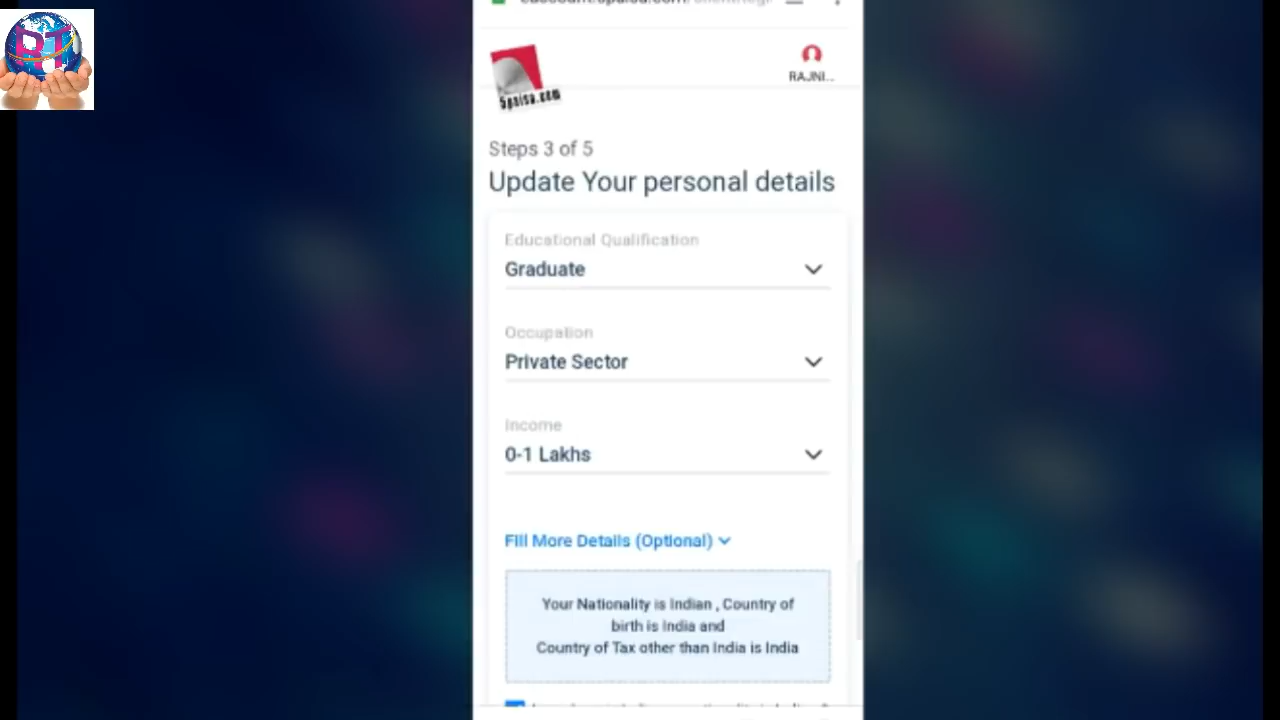 RT
RAJNI...
5paisa.com
Steps 3 of 5
Update Your personal details
Educational Qualification
Graduate
Occupation
Private Sector
Income
0-1 Lakhs
Fill More Details (Optional)
Your Nationality is Indian , Country of
birth is India and
Country of Tax other than India is India